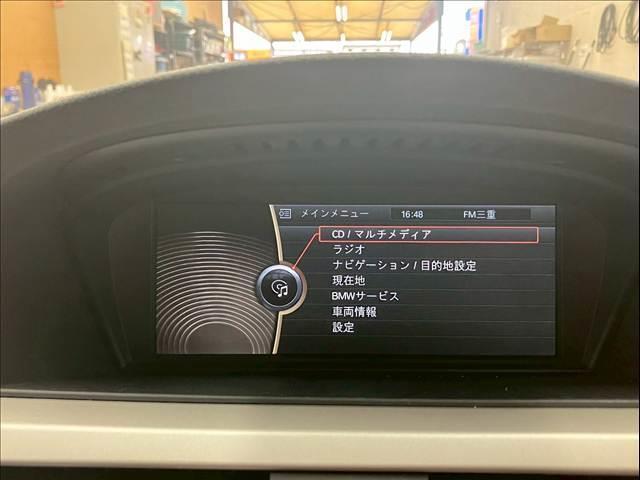 メインメニュー 16:48 FM三重
CD / マルチメディア
ラジオ
ナビゲーション / 目的地設定
現在地
BMWサービス
車両情報
設定